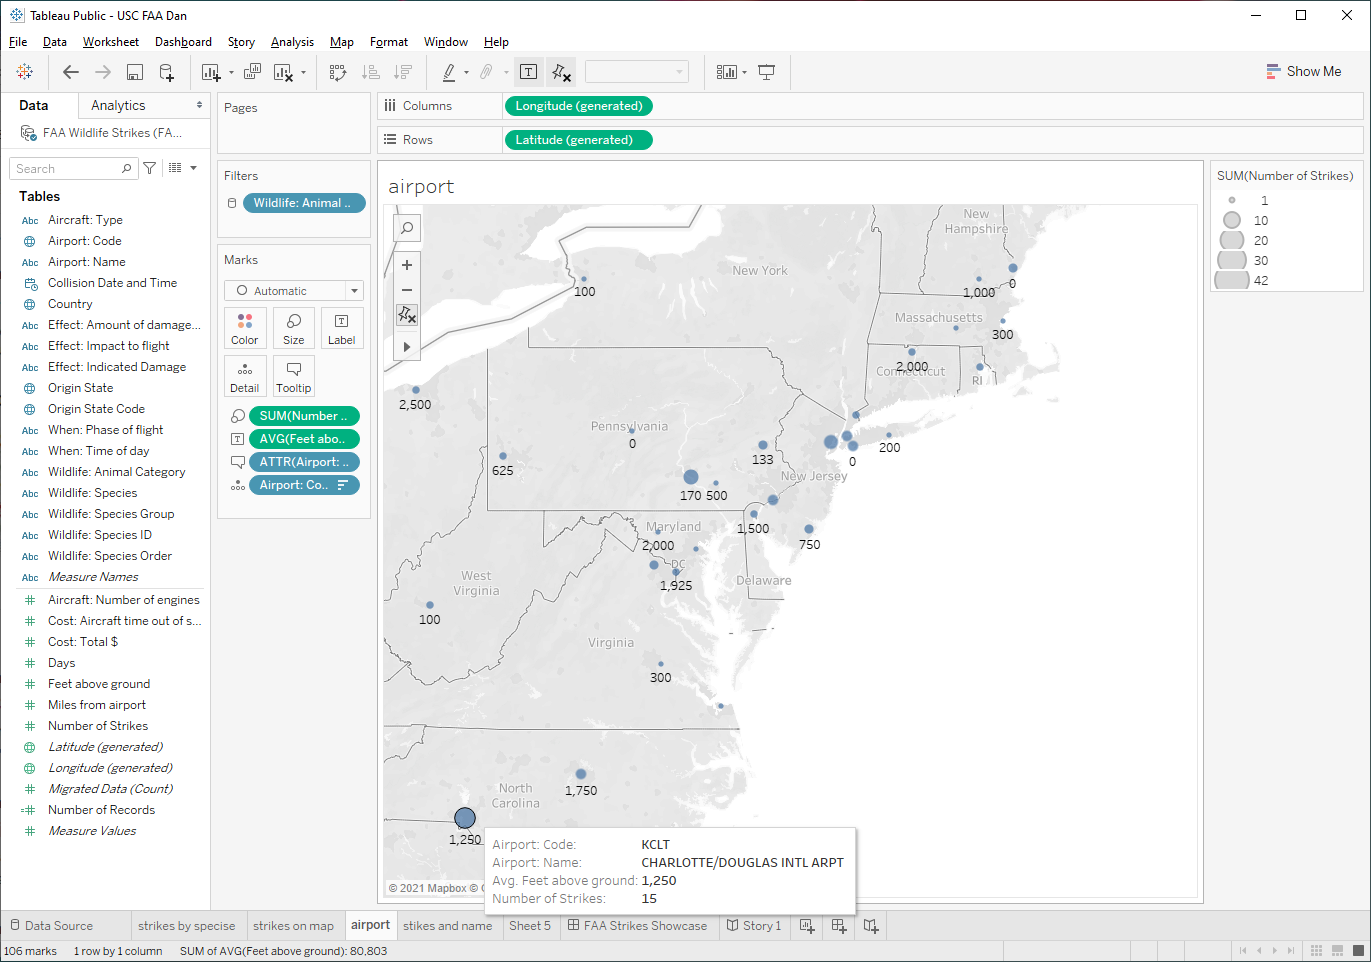 Tableau Public - USC FAA Dan
File Data Worksheet Dashboard Story Analysis Map Format Window Help
Show Me
Data Analytics
FAA Wildlife Strikes (FA...
Search
Tables
Abc Aircraft: Type
Airport: Code
Abc Airport: Name
Collision Date and Time
Country
Abc Effect: Amount of damage...
Abc Effect: Impact to flight
Abc Effect: Indicated Damage
Origin State
Origin State Code
Abc When: Phase of flight
Abc When: Time of day
Abc Wildlife: Animal Category
Abc Wildlife: Species
Abc Wildlife: Species Group
Abc Wildlife: Species ID
Abc Wildlife: Species Order
Abc Measure Names
# Aircraft: Number of engines
# Cost: Aircraft time out of s...
# Cost: Total $
# Days
# Feet above ground
# Miles from airport
# Number of Strikes
Latitude (generated)
Longitude (generated)
# Migrated Data (Count)
=# Number of Records
# Measure Values
Pages
Filters
Wildlife: Animal ..
Marks
Automatic
Color Size Label
Detail Tooltip
SUM(Number ..
AVG(Feet abo..
ATTR(Airport: ..
Airport: Co..
Columns Longitude (generated)
Rows Latitude (generated)
airport
New
Hampshire
New York
0
100
1,000
Massachusetts
300
2,000
Connecticut
RI
2,500
Pennsylvania
0
200
0
133
625
New Jersey
170 500
Maryland
1,500
750
2,000
DC
1,925
Delaware
West
Virginia
100
Virginia
300
North
Carolina
1,750
1,250
Airport: Code: KCLT
Airport: Name: CHARLOTTE/DOUGLAS INTL ARPT
Avg. Feet above ground: 1,250
Number of Strikes: 15
© 2021 Mapbox ©
SUM(Number of Strikes)
1
10
20
30
42
Data Source strikes by specise strikes on map airport stikes and name Sheet 5 FAA Strikes Showcase Story 1
106 marks 1 row by 1 column SUM of AVG(Feet above ground): 80,803